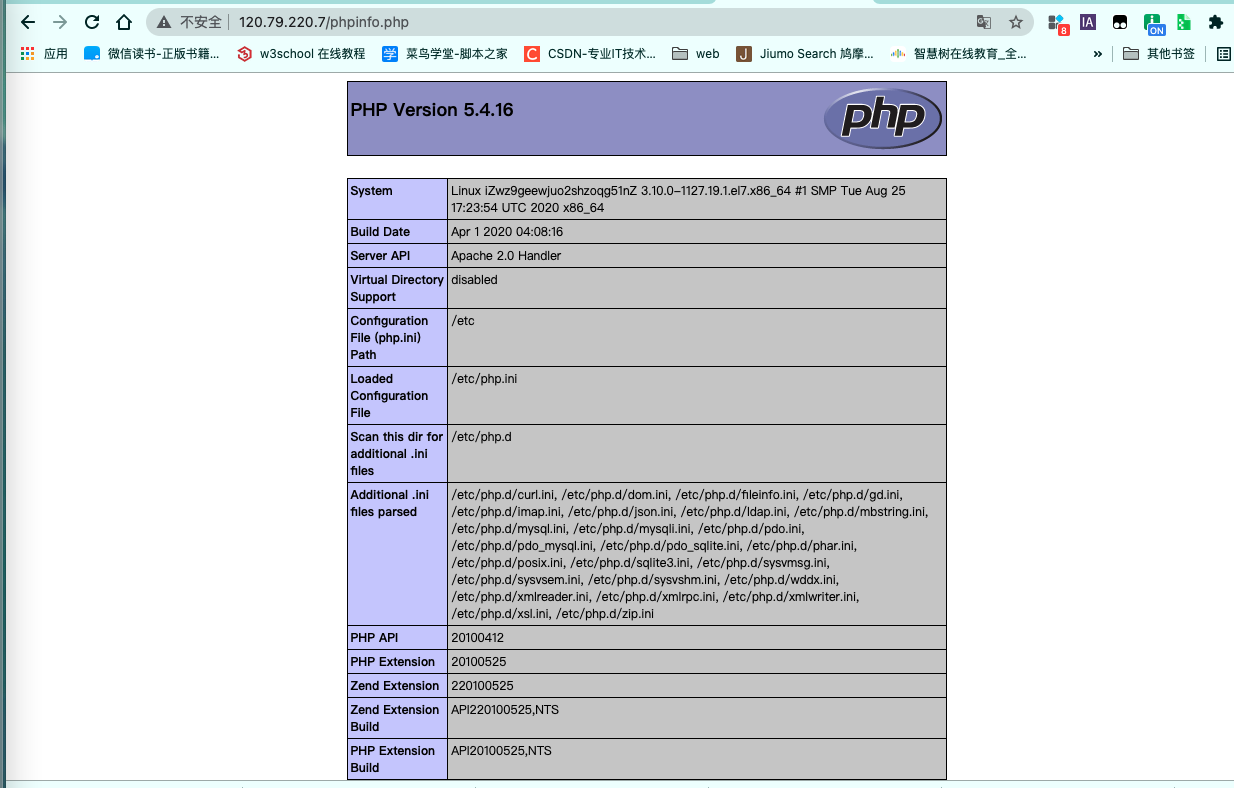 不安全 120.79.220.7/phpinfo.php
8 IA ON
应用 微信读书-正版书籍... w3school 在线教程 学 菜鸟学堂-脚本之家 C CSDN-专业IT技术... web J Jiumo Search 鸠摩... 智慧树在线教育_全... » 其他书签
PHP Version 5.4.16
php
System
Linux iZwz9geewjuo2shzoqg51nZ 3.10.0-1127.19.1.el7.x86_64 #1 SMP Tue Aug 25
17:23:54 UTC 2020 x86_64
Build Date
Apr 1 2020 04:08:16
Server API
Apache 2.0 Handler
Virtual Directory
Support
disabled
Configuration
File (php.ini)
Path
/etc
Loaded
Configuration
File
/etc/php.ini
Scan this dir for
additional .ini
files
/etc/php.d
Additional .ini
files parsed
/etc/php.d/curl.ini, /etc/php.d/dom.ini, /etc/php.d/fileinfo.ini, /etc/php.d/gd.ini,
/etc/php.d/imap.ini, /etc/php.d/json.ini, /etc/php.d/ldap.ini, /etc/php.d/mbstring.ini,
/etc/php.d/mysql.ini, /etc/php.d/mysqli.ini, /etc/php.d/pdo.ini,
/etc/php.d/pdo_mysql.ini, /etc/php.d/pdo_sqlite.ini, /etc/php.d/phar.ini,
/etc/php.d/posix.ini, /etc/php.d/sqlite3.ini, /etc/php.d/sysvmsg.ini,
/etc/php.d/sysvsem.ini, /etc/php.d/sysvshm.ini, /etc/php.d/wddx.ini,
/etc/php.d/xmlreader.ini, /etc/php.d/xmlrpc.ini, /etc/php.d/xmlwriter.ini,
/etc/php.d/xsl.ini, /etc/php.d/zip.ini
PHP API
20100412
PHP Extension
20100525
Zend Extension
220100525
Zend Extension
Build
API220100525,NTS
PHP Extension
Build
API20100525,NTS